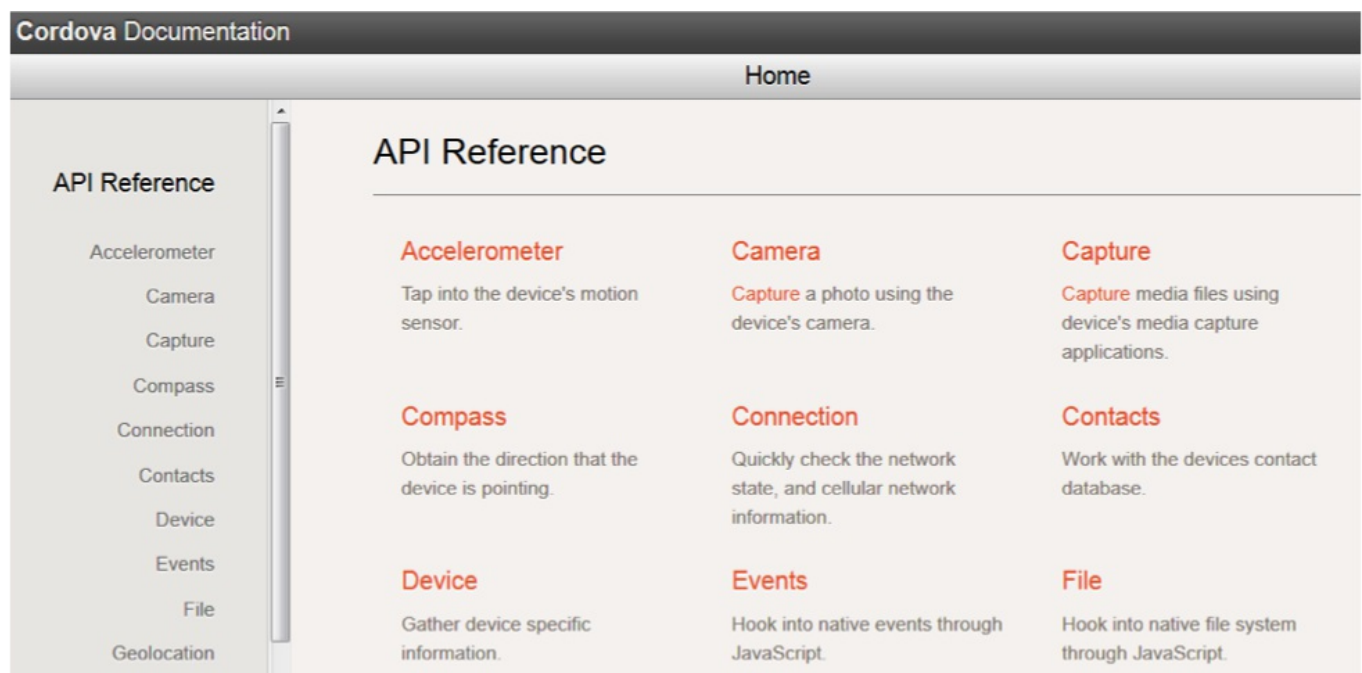 Cordova Documentation
Home
API Reference
Accelerometer
Camera
Capture
Compass
Connection
Contacts
Device
Events
File
Geolocation
API Reference
Accelerometer
Tap into the device's motion
sensor.
Camera
Capture a photo using the
device's camera.
Capture
Capture media files using
device's media capture
applications.
Compass
Obtain the direction that the
device is pointing.
Connection
Quickly check the network
state, and cellular network
information.
Contacts
Work with the devices contact
database.
Device
Gather device specific
information.
Events
Hook into native events through
JavaScript.
File
Hook into native file system
through JavaScript.